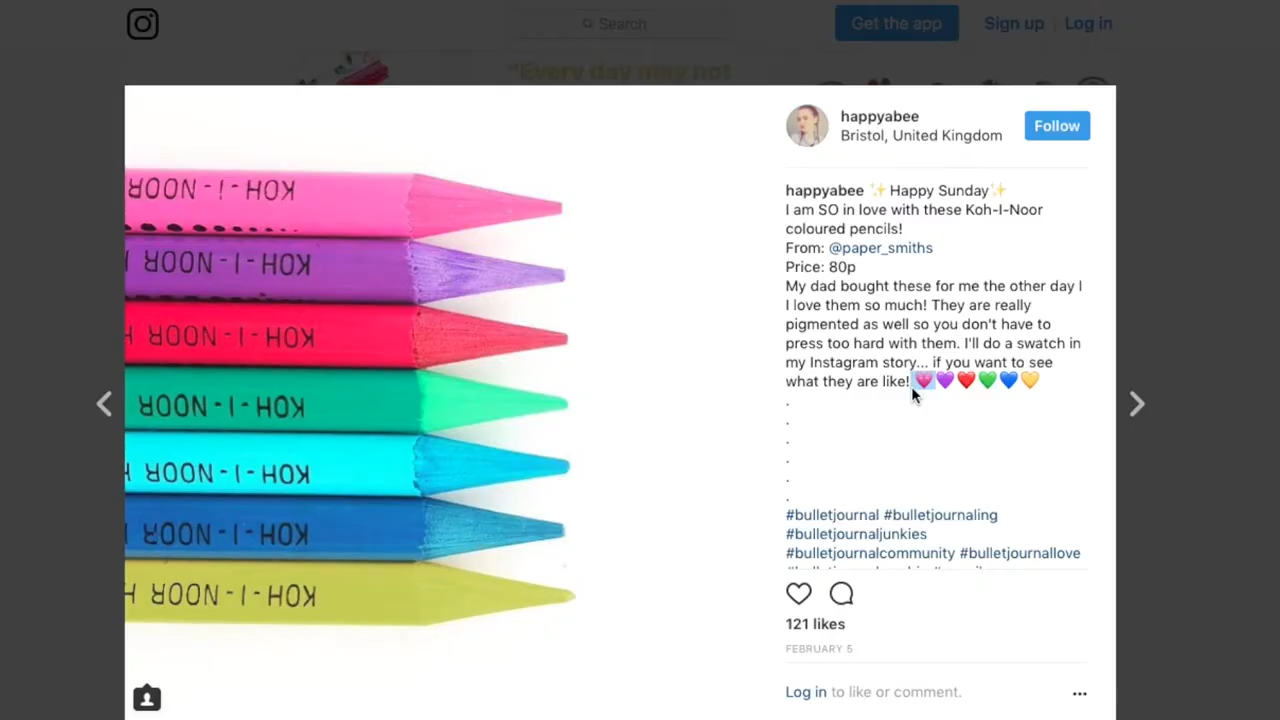 Search
Get the app
Sign up
Log in
"Every day may not
happyabee
Bristol, United Kingdom
Follow
happyabee ✨Happy Sunday✨
I am SO in love with these Koh-I-Noor
coloured pencils!
From: @paper_smiths
Price: 80p
My dad bought these for me the other day I
I love them so much! They are really
pigmented as well so you don't have to
press too hard with them. I'll do a swatch in
my Instagram story... if you want to see
what they are like!💗💜❤️💚💙💛
.
.
.
.
.
.
#bulletjournal #bulletjournaling
#bulletjournaljunkies
#bulletjournalcommunity #bulletjournallove
121 likes
FEBRUARY 5
Log in to like or comment.
KOH-I-NOOR
KOH-I-NOOR
KOH-I-NOOR H
KOH-I-NOOR
KOH-I-NOOR H
KOH-I-NOOR H
KOH-I-NOOR H